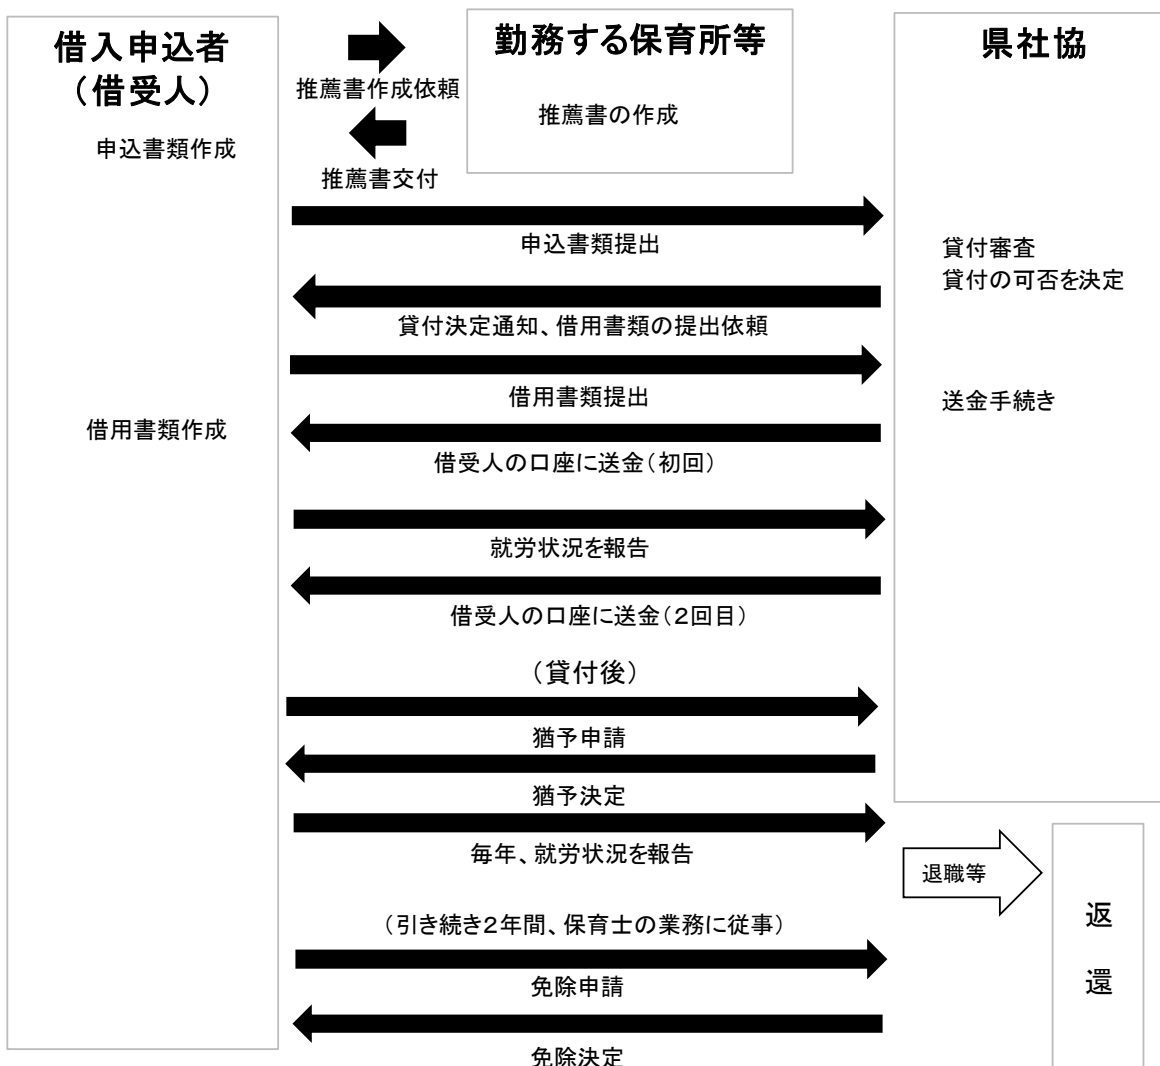 借入申込者
（借受人）
申込書類作成
推薦書作成依頼
推薦書交付
勤務する保育所等
推薦書の作成
県社協
申込書類提出
貸付審査
貸付の可否を決定
貸付決定通知、借用書類の提出依頼
借用書類提出
送金手続き
借用書類作成
借受人の口座に送金（初回）
就労状況を報告
借受人の口座に送金（２回目）
（貸付後）
猶予申請
猶予決定
毎年、就労状況を報告
退職等
返
還
（引き続き２年間、保育士の業務に従事）
免除申請
免除決定